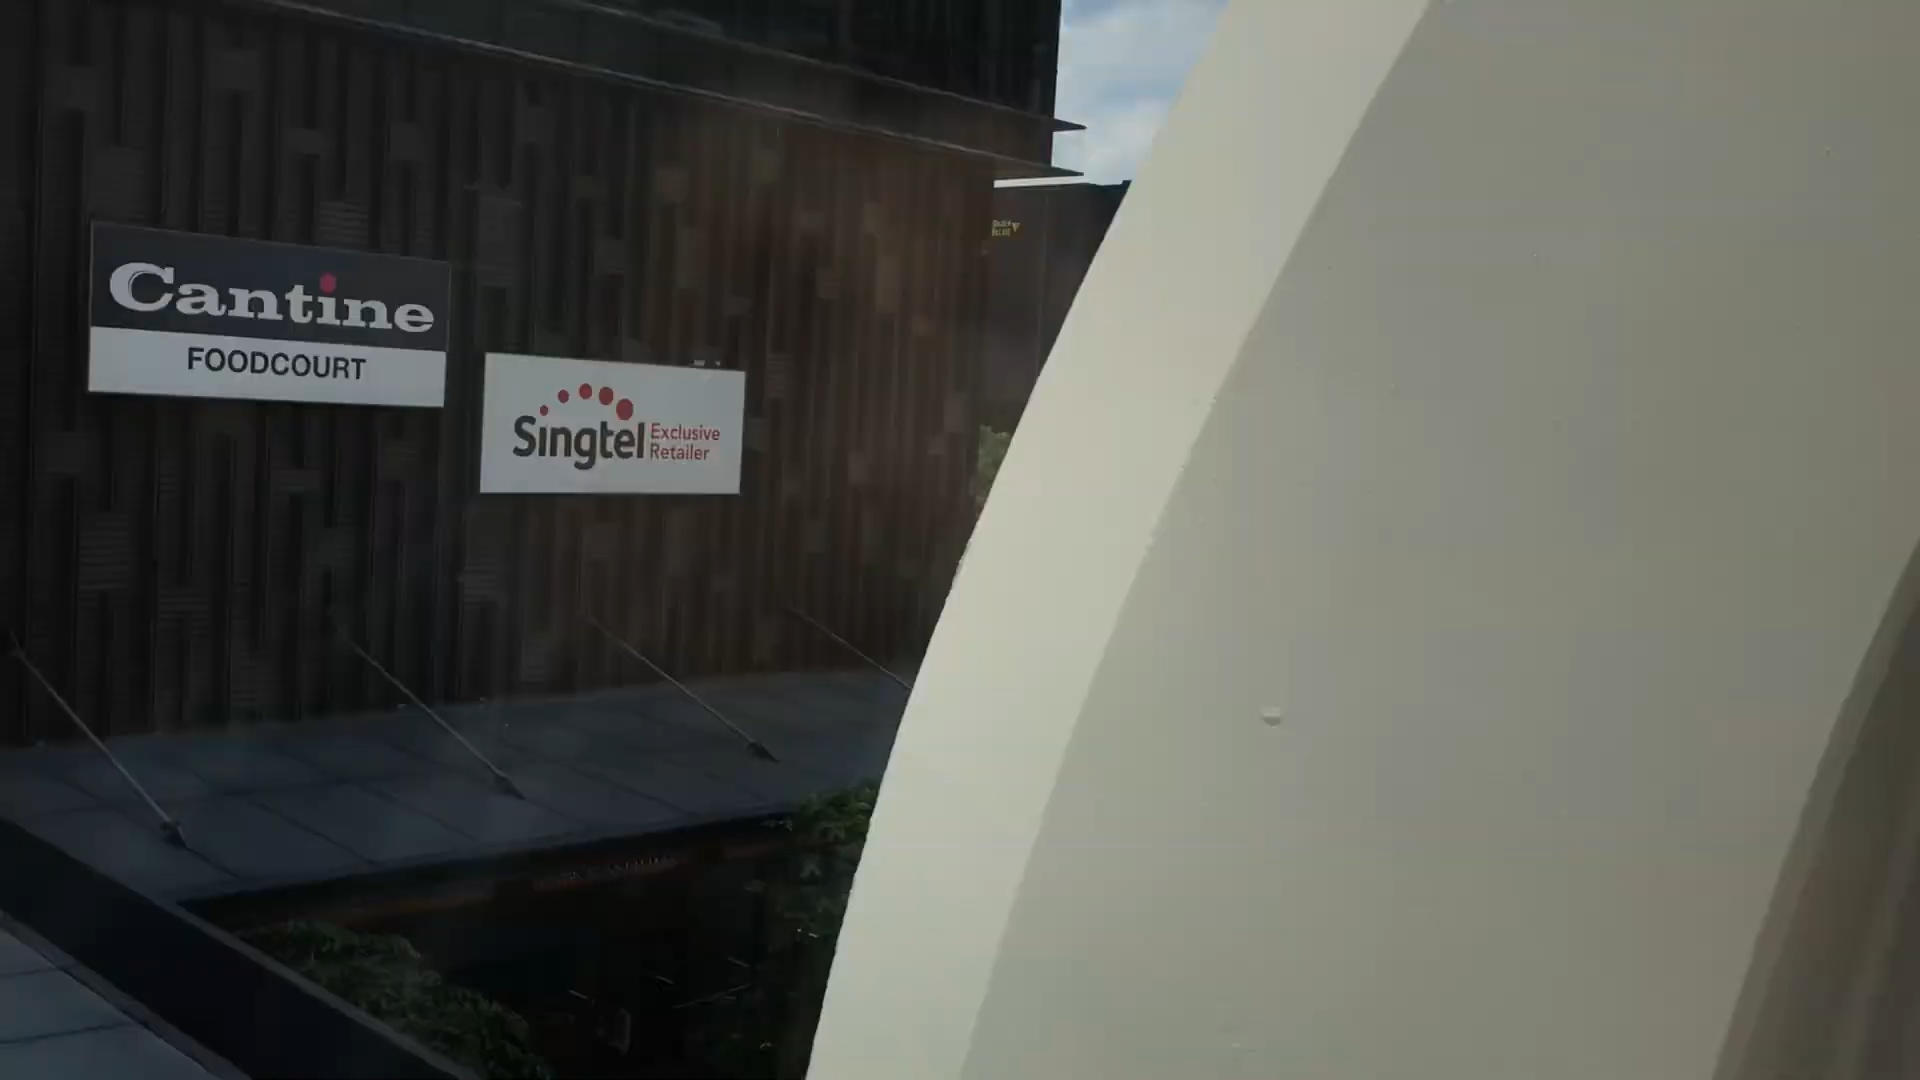 Cantine
FOODCOURT
Singtel
Exclusive
Retailer